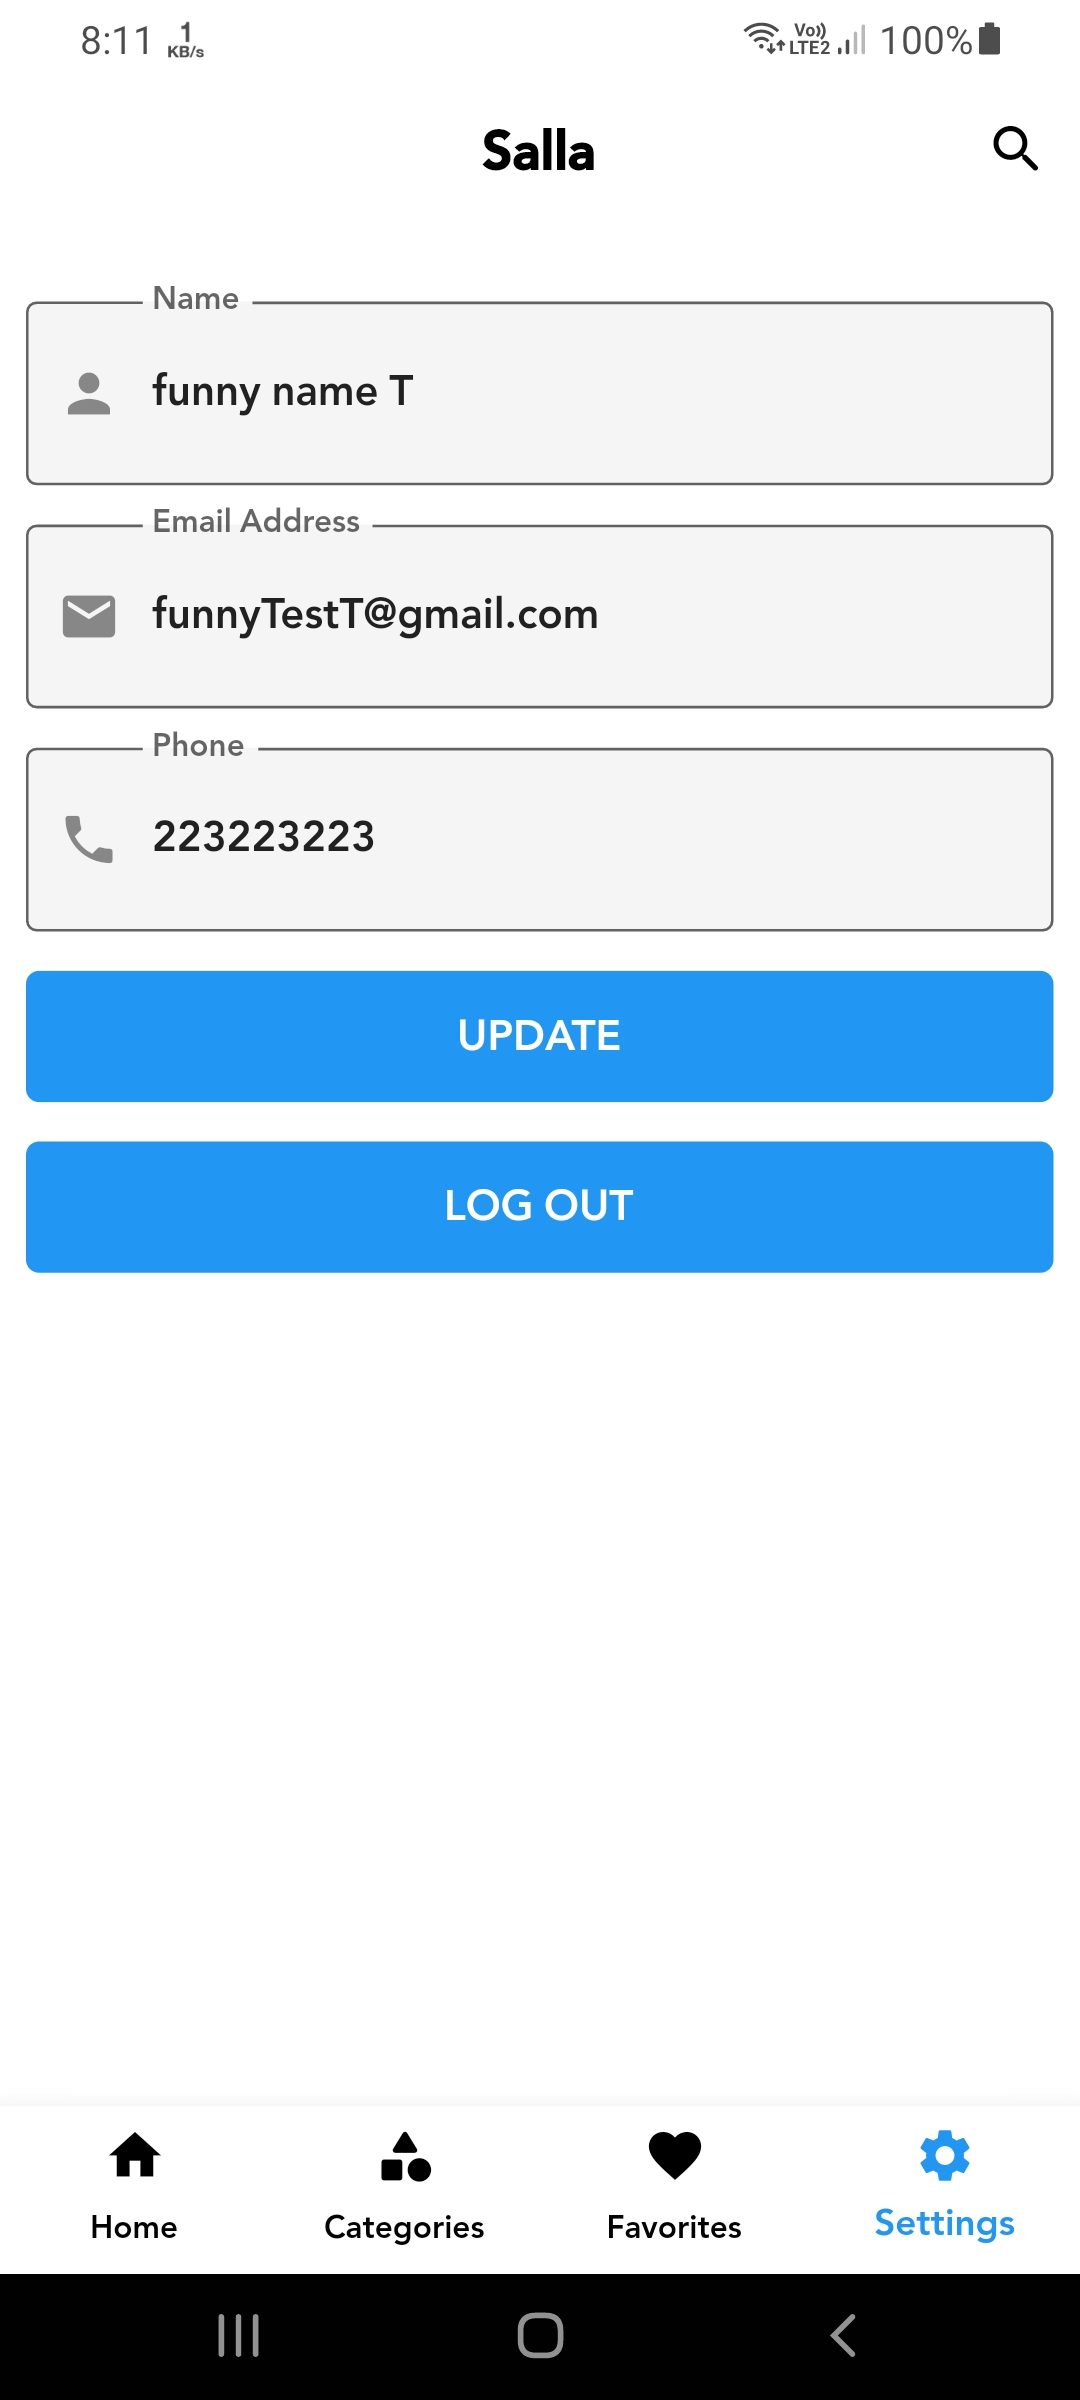 8:11 1 KB/s Vo)) LTE2 100%
Salla
Name
funny name T
Email Address
funnyTestT@gmail.com
Phone
223223223
UPDATE
LOG OUT
Home Categories Favorites Settings